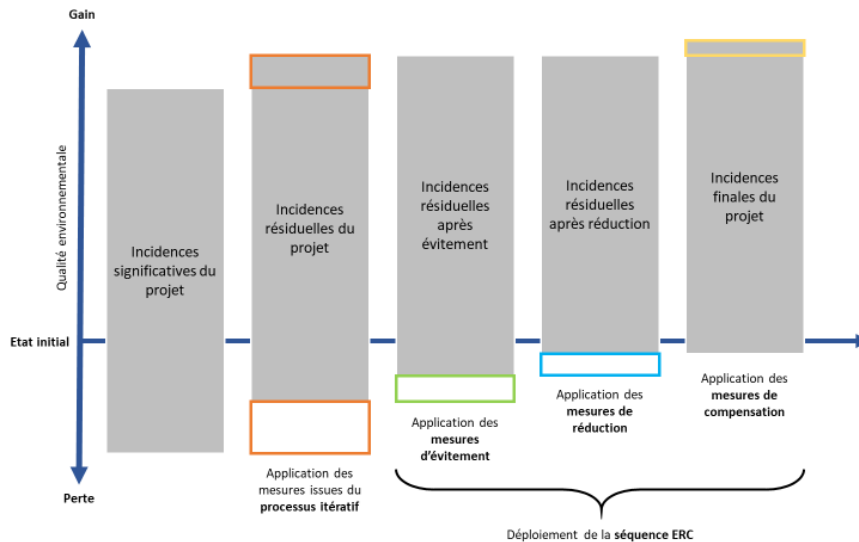 Gain
Qualité environnementale
Etat initial
Perte
Incidences
significatives du
projet
Incidences
résiduelles du
projet
Application des
mesures issues du
processus itératif
Incidences
résiduelles
après
évitement
Application des
mesures
d'évitement
Incidences
résiduelles
après réduction
Application des
mesures de
réduction
Incidences
finales du
projet
Application des
mesures de
compensation
Déploiement de la séquence ERC